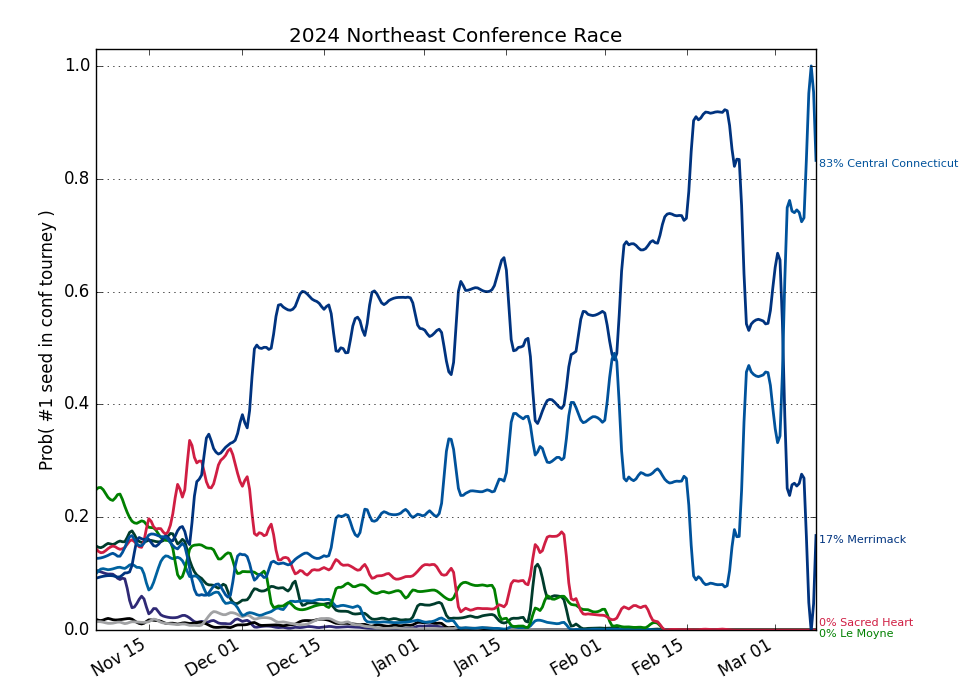 2024 Northeast Conference Race
Prob( #1 seed in conf tourney )
1.0
0.8
0.6
0.4
0.2
0.0
Nov 15
Dec 01
Dec 15
Jan 01
Jan 15
Feb 01
Feb 15
Mar 01
83% Central Connecticut
17% Merrimack
0% Sacred Heart
0% Le Moyne